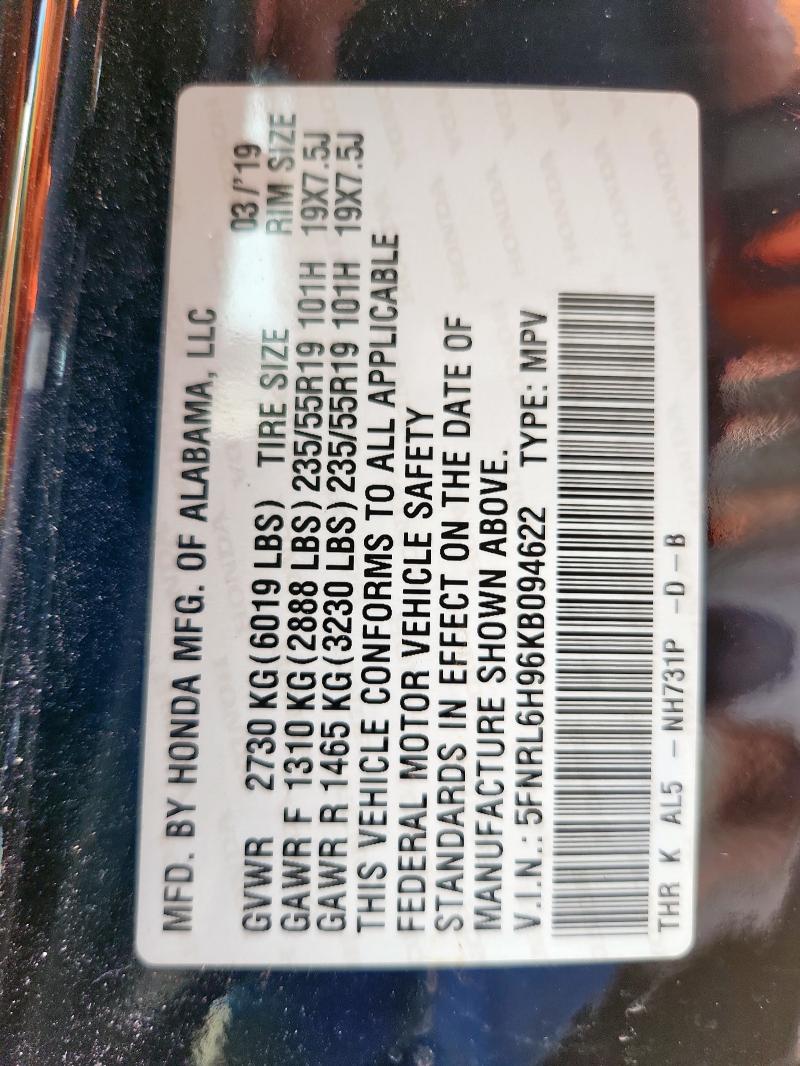 MFD. BY HONDA MFG. OF ALABAMA, LLC
03/'19
GVWR 2730 KG(6019 LBS) TIRE SIZE RIM SIZE
GAWR F 1310 KG(2888 LBS) 235/55R19 101H 19X7.5J
GAWR R 1465 KG(3230 LBS) 235/55R19 101H 19X7.5J
THIS VEHICLE CONFORMS TO ALL APPLICABLE
FEDERAL MOTOR VEHICLE SAFETY
STANDARDS IN EFFECT ON THE DATE OF
MANUFACTURE SHOWN ABOVE.
V.I.N.: 5FNRL6H96KB094622 TYPE: MPV
THR K AL5 -NH731P -D-B